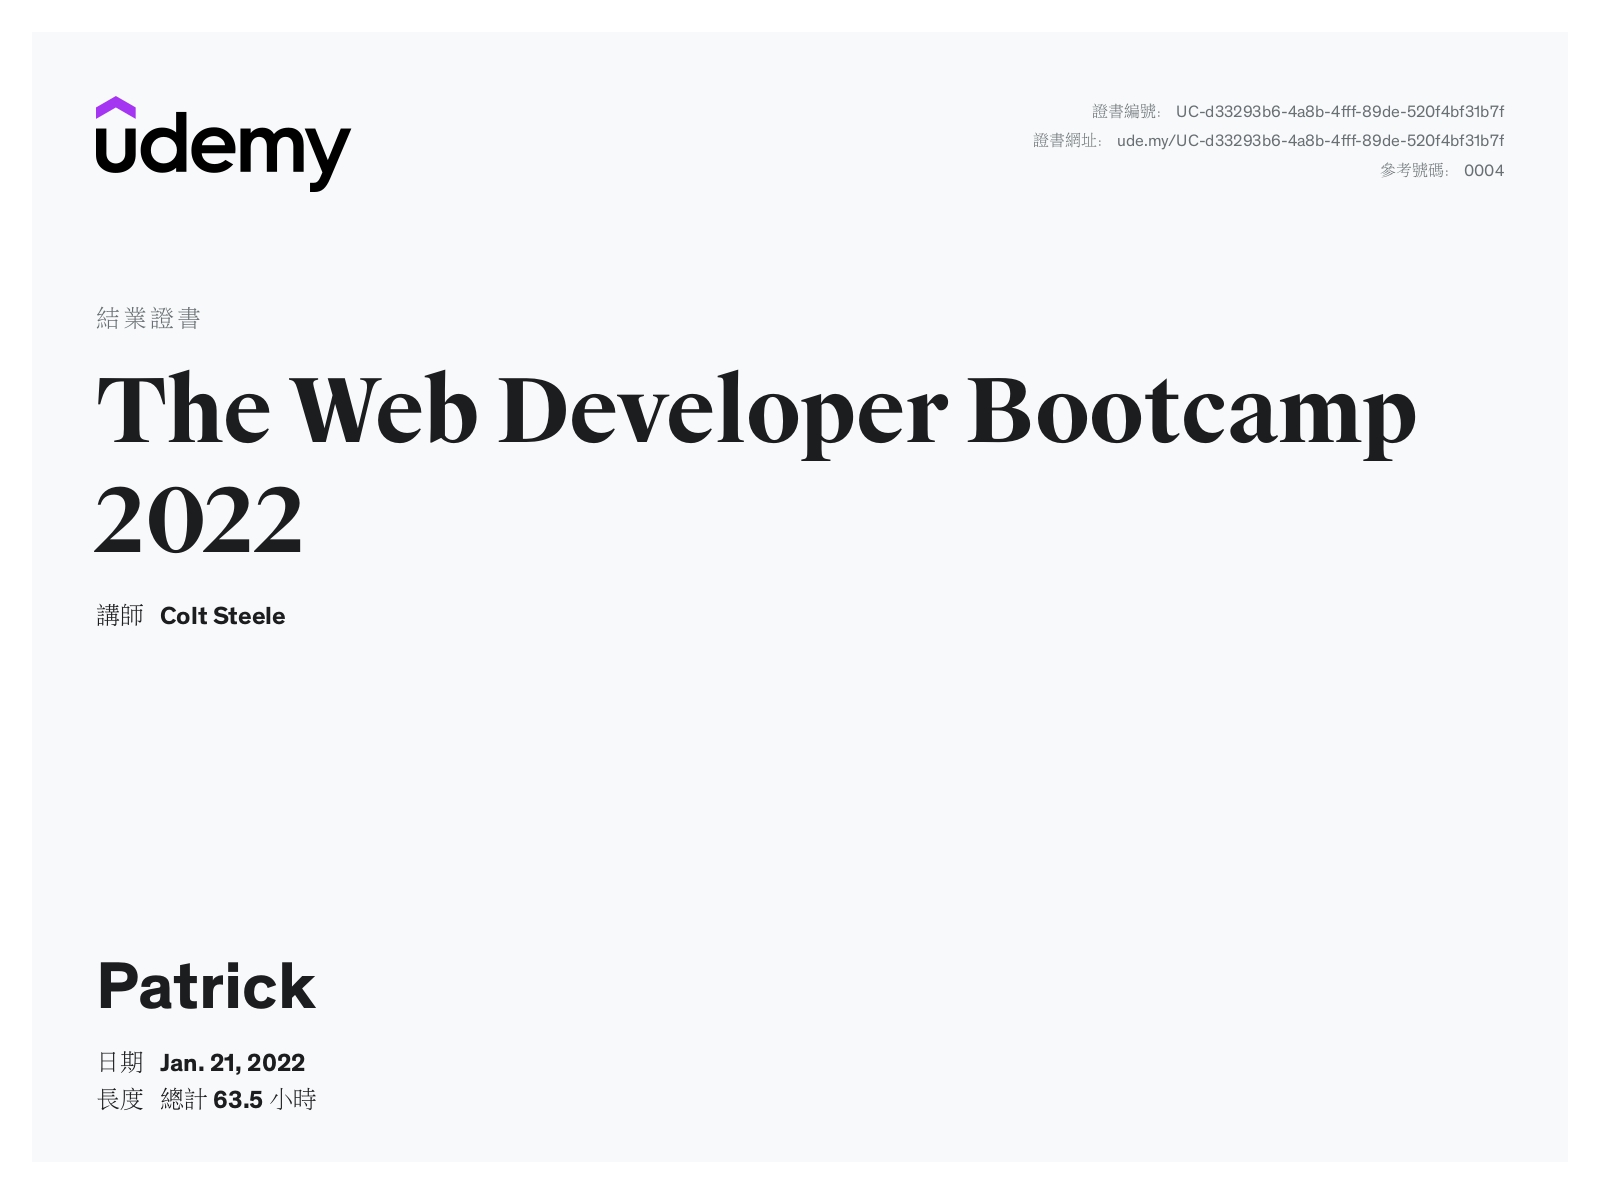 udemy
證書編號: UC-d33293b6-4a8b-4fff-89de-520f4bf31b7f
證書網址: ude.my/UC-d33293b6-4a8b-4fff-89de-520f4bf31b7f
參考號碼: 0004
結業證書
The Web Developer Bootcamp
2022
講師 Colt Steele
Patrick
日期 Jan. 21, 2022
長度 總計 63.5 小時